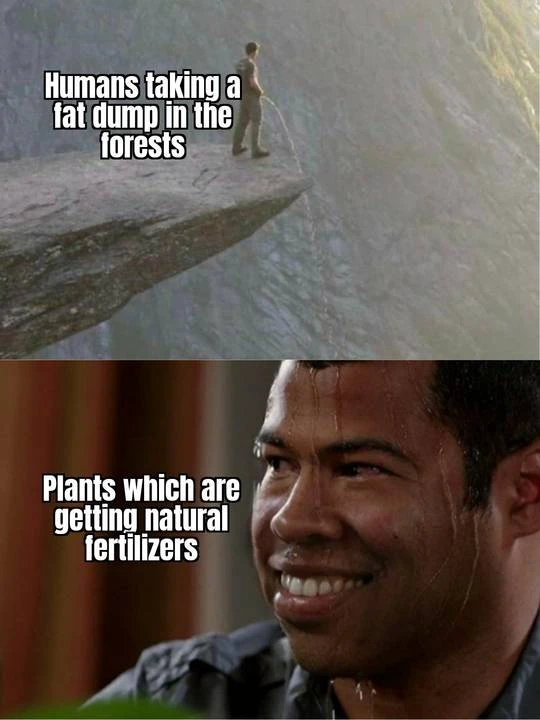 Humans taking a
fat dump in the
forests
Plants which are
getting natural
fertilizers